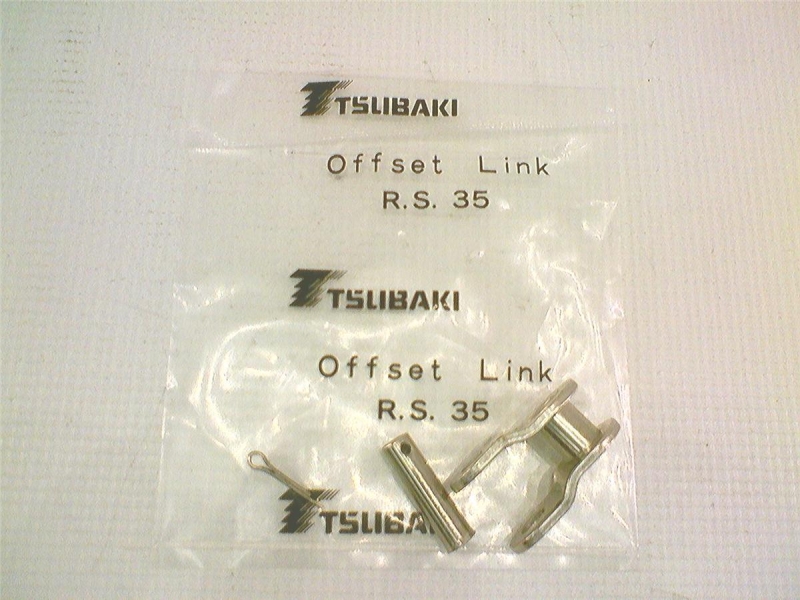 TSUBAKI
Offset Link
R.S. 35
TSUBAKI
Offset Link
R.S. 35
TSUBAKI